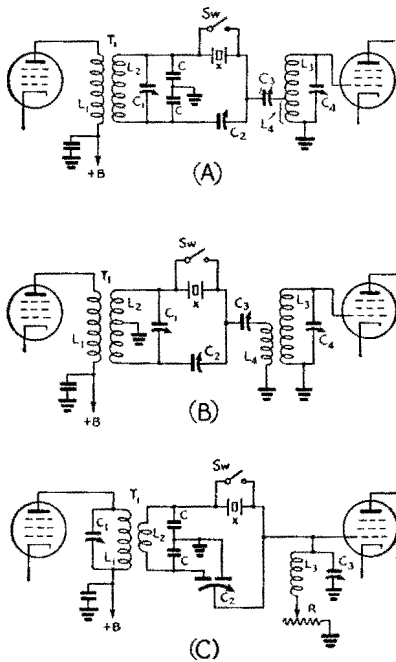 Sw
T₁
L₁
L₂
C₁
C
C
x
C₂
C₃
L₄
L₃
C₄
+B
(A)
Sw
T₁
L₁
L₂
C₁
x
C₂
C₃
L₄
L₃
C₄
+B
(B)
Sw
T₁
C₁
L₁
L₂
C
C
x
C₂
L₃
C₃
R
+B
(C)